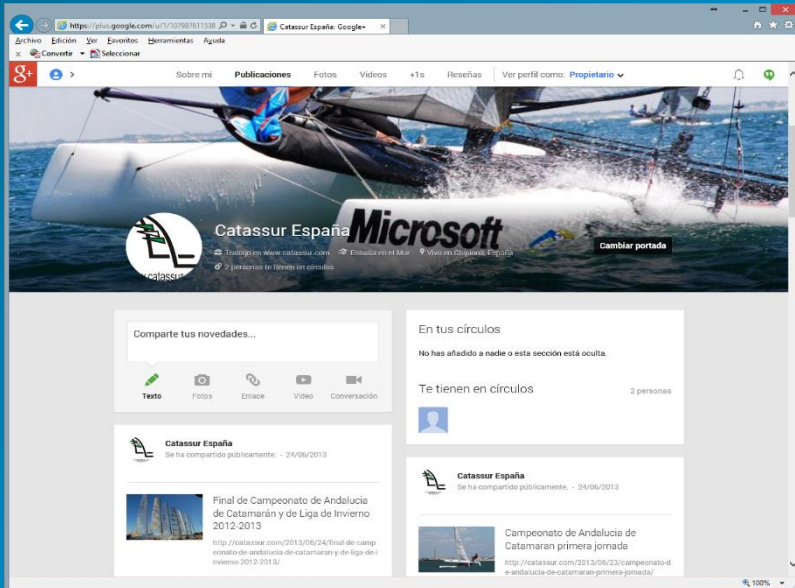 https://plus.google.com/u/1/107987611538
Catassur España: Google+
Archivo Edición Ver Favoritos Herramientas Ayuda
Convertir Seleccionar
g+ Sobre mí Publicaciones Fotos Vídeos +1s Reseñas Ver perfil como: Propietario
Microsoft
Catassur España
Trabajo en www.catassur.com Estudia en el Mar Vive en Chipiona, España
2 personas te tienen en círculos
Cambiar portada
catassur
Comparte tus novedades...
Texto Fotos Enlace Vídeo Conversación
En tus círculos
No has añadido a nadie o esta sección está oculta.
Te tienen en círculos 2 personas
Catassur España
Se ha compartido públicamente. - 24/06/2013
Final de Campeonato de Andalucia
de Catamarán y de Liga de Invierno
2012-2013
http://catassur.com/2013/06/24/final-de-camp
eonato-de-andalucia-de-catamaran-y-de-liga-de-i
nvierno-2012-2013/
Catassur España
Se ha compartido públicamente. - 24/06/2013
Campeonato de Andalucia de
Catamaran primera jornada
http://catassur.com/2013/06/23/campeonato-d
e-andalucia-de-catamaran-primera-jornada/
100%